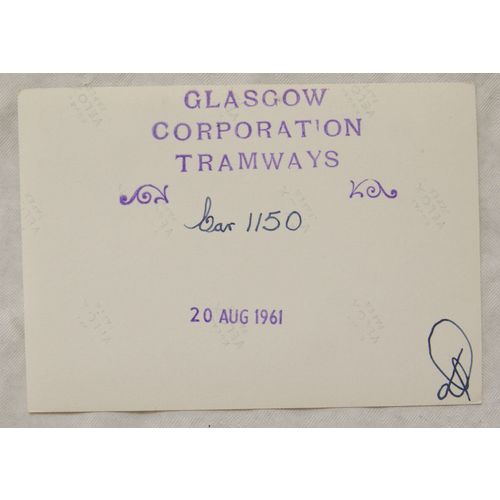 GLASGOW
CORPORATION
TRAMWAYS
Car 1150
20 AUG 1961